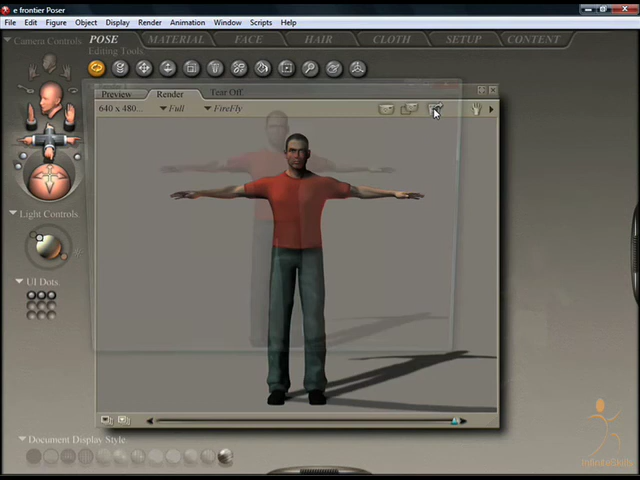 e frontier Poser
File Edit Figure Object Display Render Animation Window Scripts Help
Camera Controls POSE MATERIAL FACE HAIR CLOTH SETUP CONTENT
Editing Tools
Preview Render Tear Off.
640 x 480... Full FireFly
Light Controls.
UI Dots.
Document Display Style.
InfiniteSkills